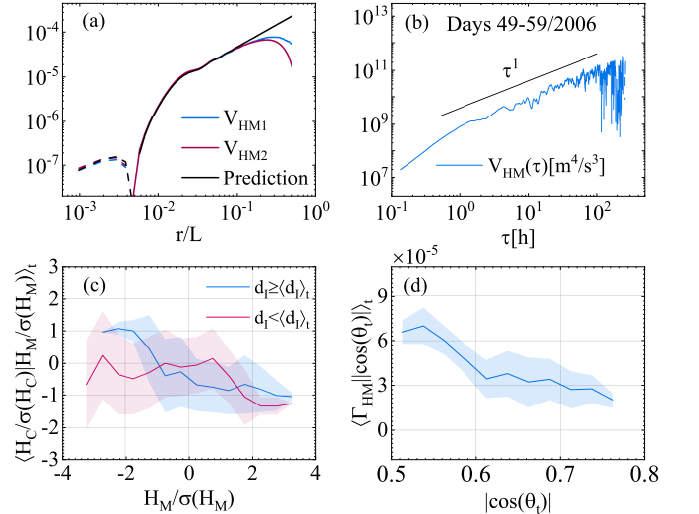 (a)
10^-4
10^-5
10^-6
10^-7
V_HM1
V_HM2
Prediction
10^-3
10^-2
10^-1
10^0
r/L
(b)
Days 49-59/2006
10^13
10^11
10^9
10^7
τ^1
V_HM(τ)[m^4/s^3]
10^-1
10^0
10^1
10^2
τ[h]
(c)
⟨H_C/σ(H_C)|H_M/σ(H_M)⟩_t
3
2
1
0
-1
-2
-3
d_I≥⟨d_I⟩_t
d_I<⟨d_I⟩_t
-4
-2
0
2
4
H_M/σ(H_M)
(d)
×10^-5
⟨Γ_HM||cos(θ_t)|⟩_t
9
6
3
0
0.5
0.6
0.7
0.8
|cos(θ_t)|